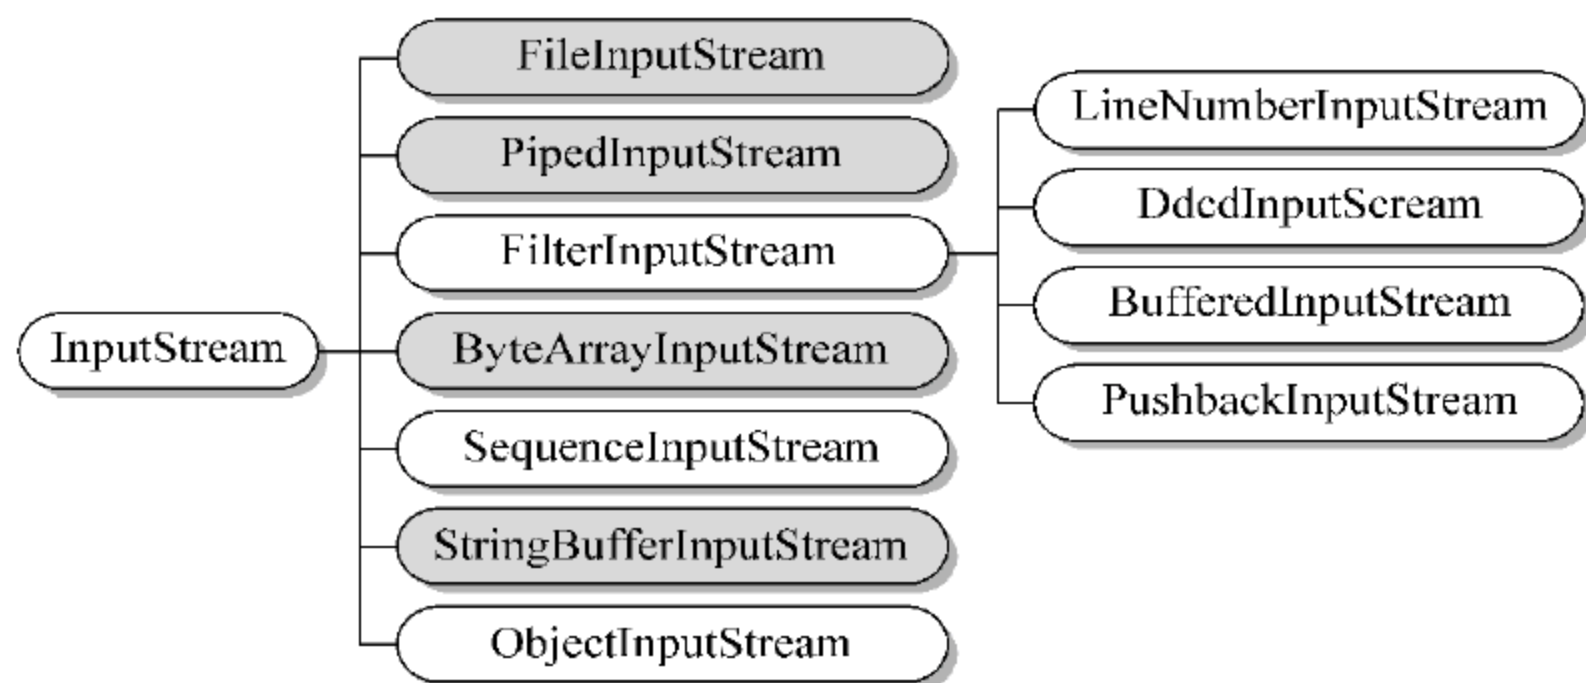 FileInputStream
PipedInputStream
FilterInputStream
InputStream
ByteArrayInputStream
SequenceInputStream
StringBufferInputStream
ObjectInputStream
LineNumberInputStream
DdcdInputScream
BufferedInputStream
PushbackInputStream